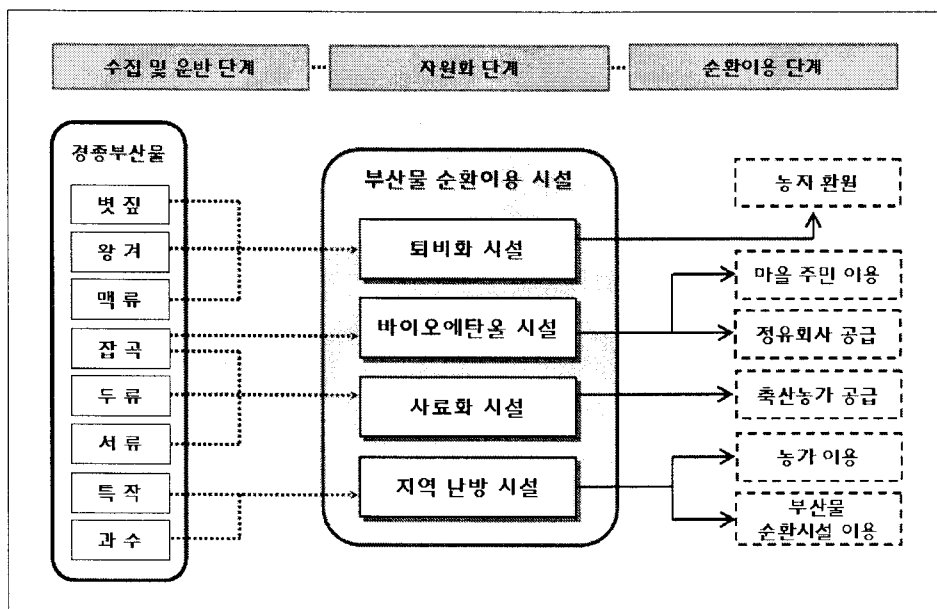 수집 및 운반 단계 자원화 단계 순환이용 단계
경종부산물
볏 짚
왕 겨
맥 류
잡 곡
두 류
서 류
특 작
과 수
부산물 순환이용 시설
퇴비화 시설
바이오에탄올 시설
사료화 시설
지역 난방 시설
농지 환원
마을 주민 이용
정유회사 공급
축산농가 공급
농가 이용
부산물
순환시설 이용